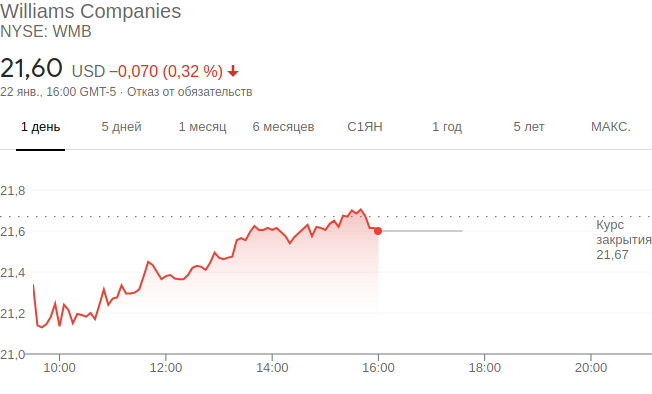 Williams Companies
NYSE: WMB
21,60 USD −0,070 (0,32 %)
22 янв., 16:00 GMT-5 · Отказ от обязательств
1 день 5 дней 1 месяц 6 месяцев С1ЯН 1 год 5 лет МАКС.
21,8
21,6
21,4
21,2
21,0
Курс
закрытия
21,67
10:00 12:00 14:00 16:00 18:00 20:00